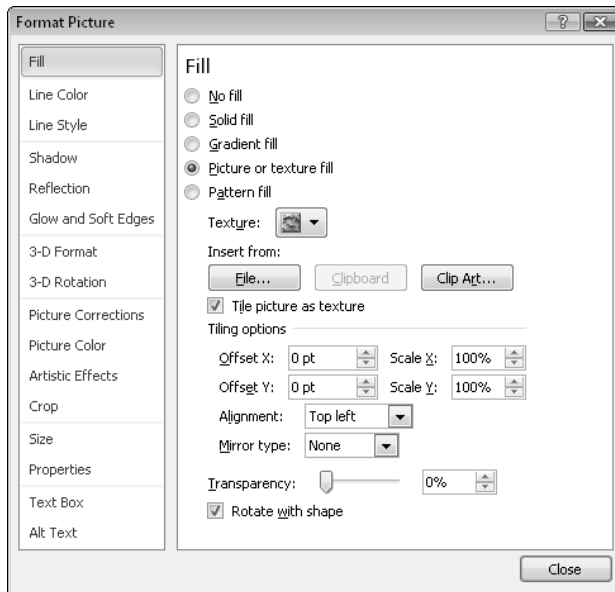 Format Picture
Fill
Line Color
Line Style
Shadow
Reflection
Glow and Soft Edges
3-D Format
3-D Rotation
Picture Corrections
Picture Color
Artistic Effects
Crop
Size
Properties
Text Box
Alt Text
Fill
No fill
Solid fill
Gradient fill
Picture or texture fill
Pattern fill
Texture:
Insert from:
File... Clipboard Clip Art...
Tile picture as texture
Tiling options
Offset X: 0 pt Scale X: 100%
Offset Y: 0 pt Scale Y: 100%
Alignment: Top left
Mirror type: None
Transparency: 0%
Rotate with shape
Close